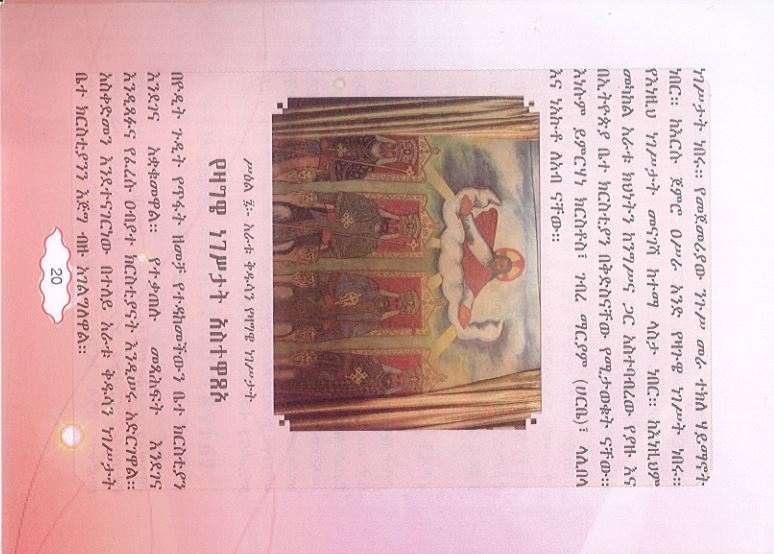 ነገሥታት ነበሩ። የመጀመሪያው ንጉሥ መራ ተክለ ሃይማኖት
ነበር። ከእርሱ ጀምሮ ዐሥራ አንድ የዛጉዌ ነገሥት ነበሩ።
የእነዚህ ነገሥታት መናገሻ ከተማ ላስታ ነበር። ከእነዚህም
መካከል አራቱ ክህነትን ከንግሥና ጋር አስተባብረው የያዙ እና
በኢትዮጵያ ቤተ ክርስቲያን በቅድስናቸው የሚታወቁት ናቸው።
እነሱም ይምርሃነ ክርስቶስ፣ ገብረ ማርያም (ሀርቤ)፣ ላሊበላ
እና ነአኩቶ ለአብ ናቸው።
ሥዕል ፯፦ አራቱ ቅዱሳን የዛግዌ ነገሥታት
የዛግዌ ነገሥታት አስተዋጽኦ
በዮዲት ጉዲት የጥፋት ዘመቻ የተዳከመችውን ቤተ ክርስቲያን
እንደገና አቋቁመዋል። የተቃጠሉ መጻሕፍት እንደገና
እንዲጻፉና የፈረሱ ዐብያተ ክርስቲያናት እንዲሠሩ አድርገዋል።
አስቀድመን እንደተናገርነው በተለይ አራቱ ቅዱሳን ነገሥታት
ቤተ ክርስቲያንን እጅግ ብዙ አገልግለዋል።
20